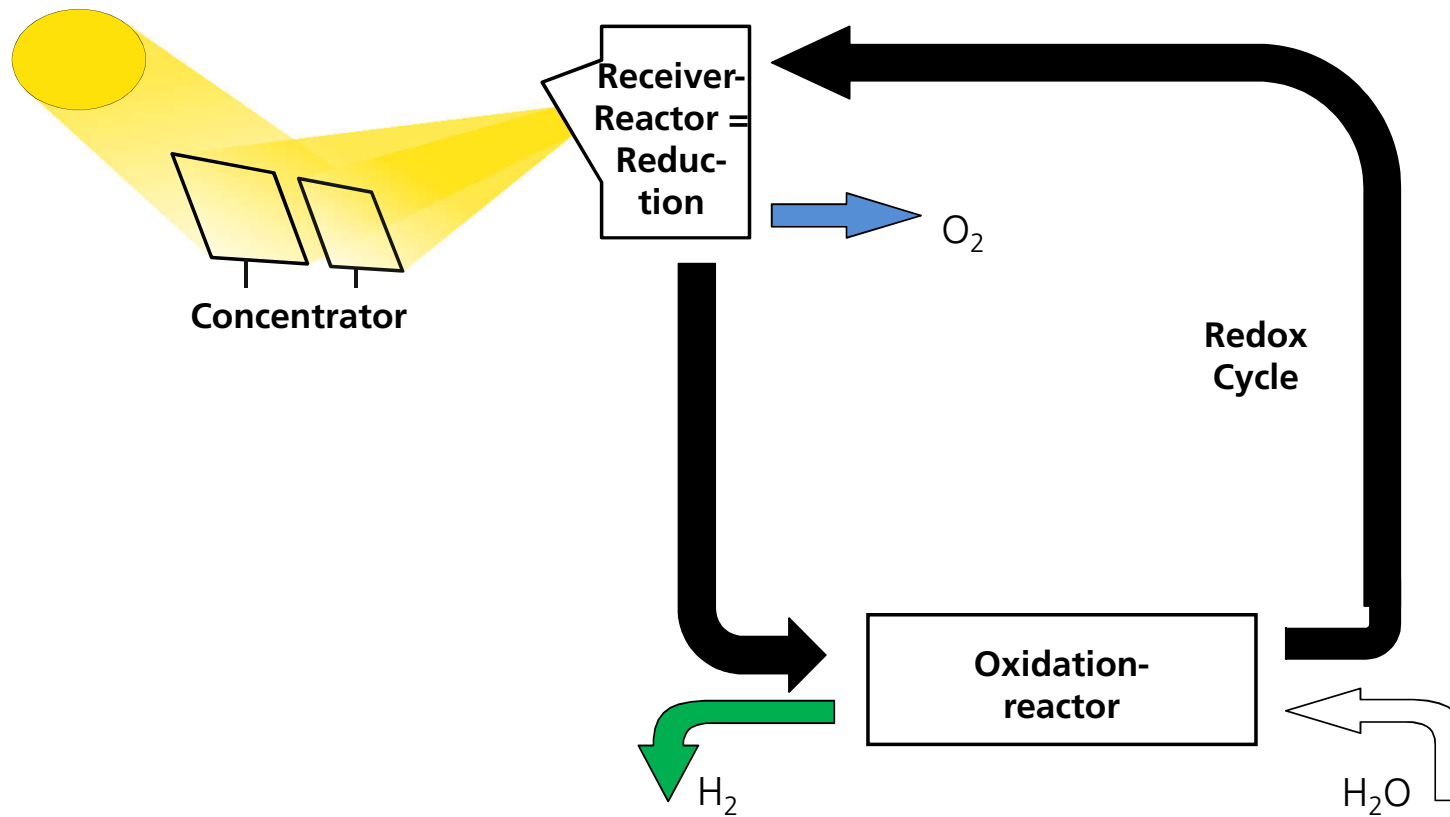 Receiver-
Reactor =
Reduc-
tion
O₂
Concentrator
Redox
Cycle
Oxidation-
reactor
H₂
H₂O